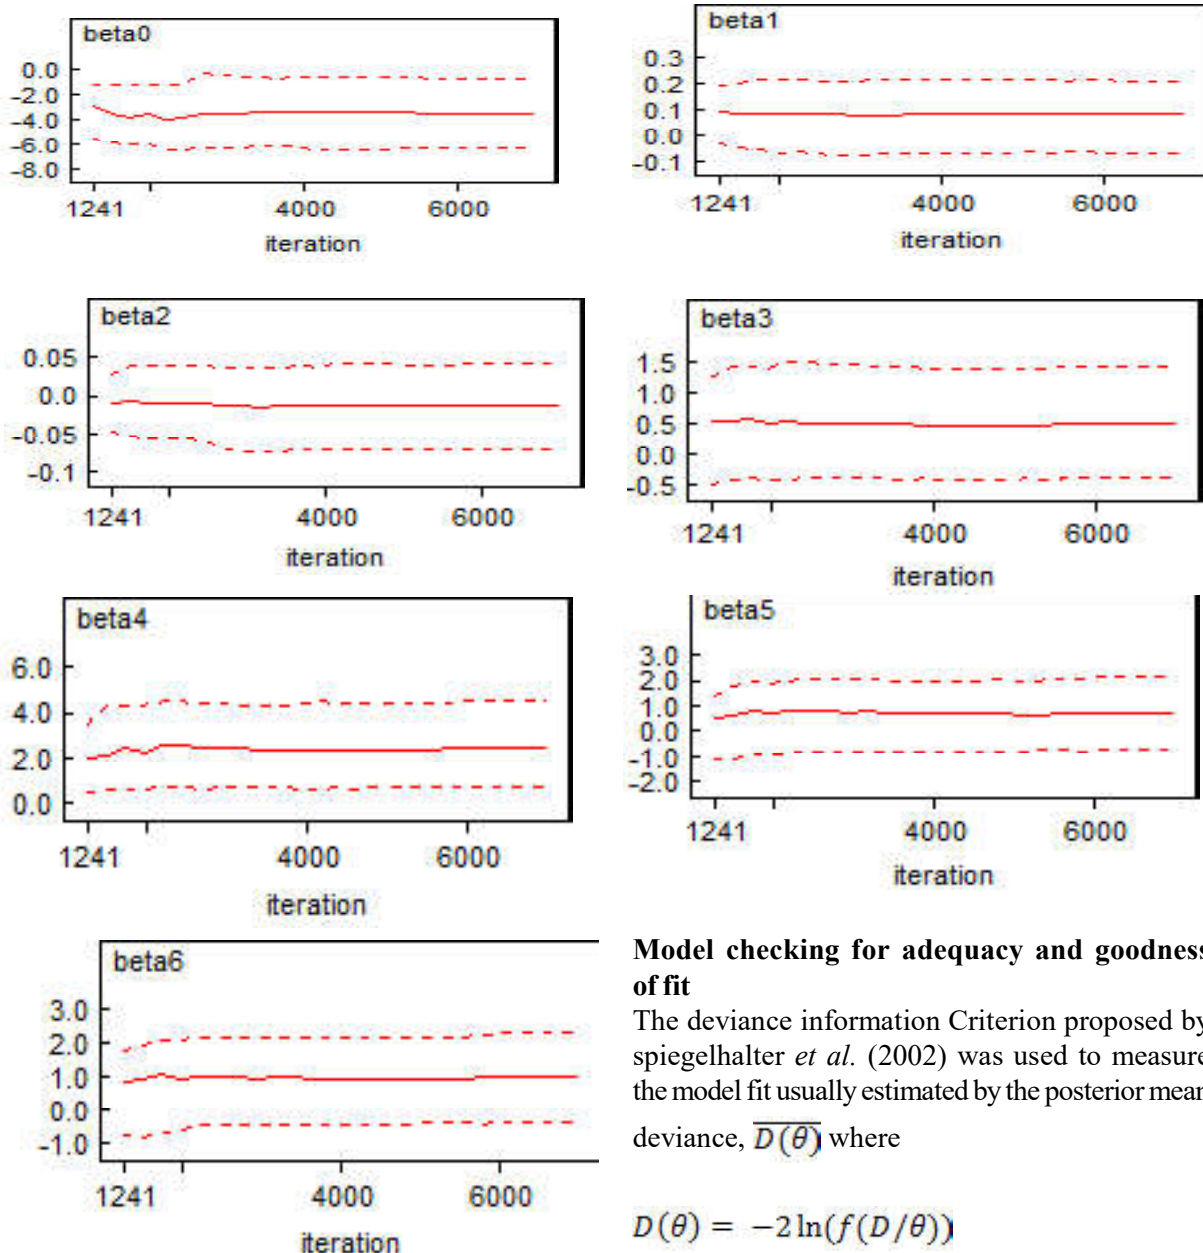 beta0
0.0
-2.0
-4.0
-6.0
-8.0
1241 4000 6000
iteration
beta1
0.3
0.2
0.1
0.0
-0.1
1241 4000 6000
iteration
beta2
0.05
0.0
-0.05
-0.1
1241 4000 6000
iteration
beta3
1.5
1.0
0.5
0.0
-0.5
1241 4000 6000
iteration
beta4
6.0
4.0
2.0
0.0
1241 4000 6000
iteration
beta5
3.0
2.0
1.0
0.0
-1.0
-2.0
1241 4000 6000
iteration
beta6
3.0
2.0
1.0
0.0
-1.0
1241 4000 6000
iteration
Model checking for adequacy and goodness
of fit
The deviance information Criterion proposed by
spiegelhalter et al. (2002) was used to measure
the model fit usually estimated by the posterior mean
deviance, \overline{D(θ)} where
D(θ) = −2ln(f(D/θ))